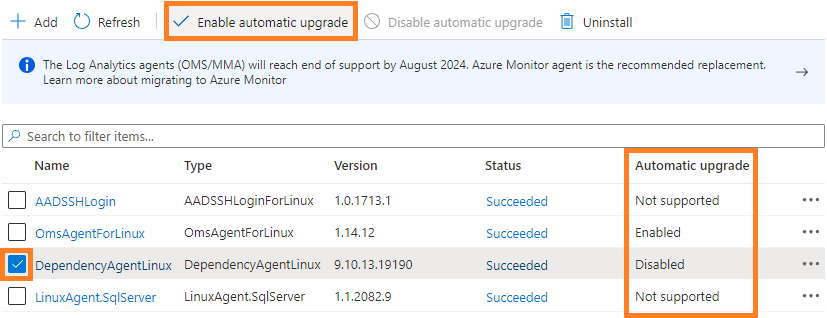 Add Refresh Enable automatic upgrade Disable automatic upgrade Uninstall
The Log Analytics agents (OMS/MMA) will reach end of support by August 2024. Azure Monitor agent is the recommended replacement.
Learn more about migrating to Azure Monitor
Search to filter items...
Name Type Version Status Automatic upgrade
AADSSHLogin AADSSHLoginForLinux 1.0.1713.1 Succeeded Not supported
OmsAgentForLinux OmsAgentForLinux 1.14.12 Succeeded Enabled
DependencyAgentLinux DependencyAgentLinux 9.10.13.19190 Succeeded Disabled
LinuxAgent.SqlServer LinuxAgent.SqlServer 1.1.2082.9 Succeeded Not supported